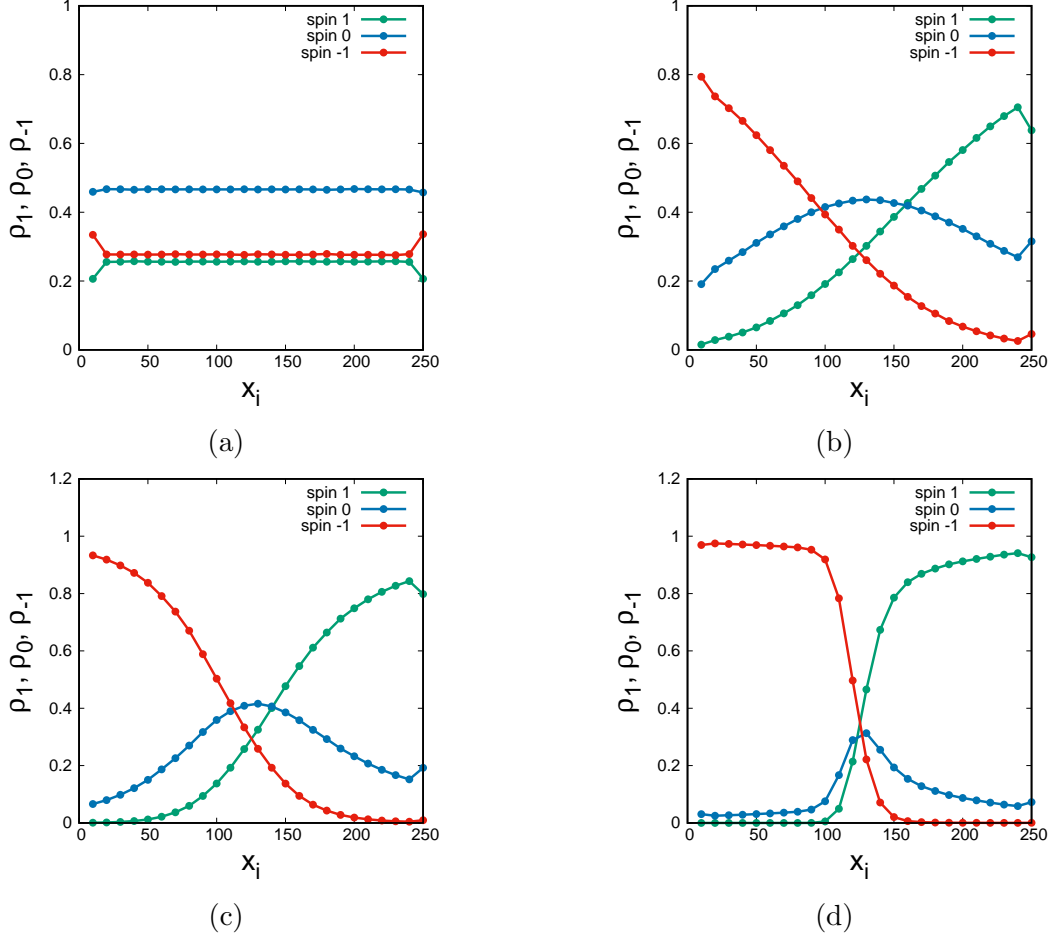 1
0.8
0.6
0.4
0.2
0
ρ₁, ρ₀, ρ₋₁
spin 1
spin 0
spin -1
0 50 100 150 200 250
xᵢ
(a)
1
0.8
0.6
0.4
0.2
0
ρ₁, ρ₀, ρ₋₁
spin 1
spin 0
spin -1
0 50 100 150 200 250
xᵢ
(b)
1.2
1
0.8
0.6
0.4
0.2
0
ρ₁, ρ₀, ρ₋₁
spin 1
spin 0
spin -1
0 50 100 150 200 250
xᵢ
(c)
1.2
1
0.8
0.6
0.4
0.2
0
ρ₁, ρ₀, ρ₋₁
spin 1
spin 0
spin -1
0 50 100 150 200 250
xᵢ
(d)